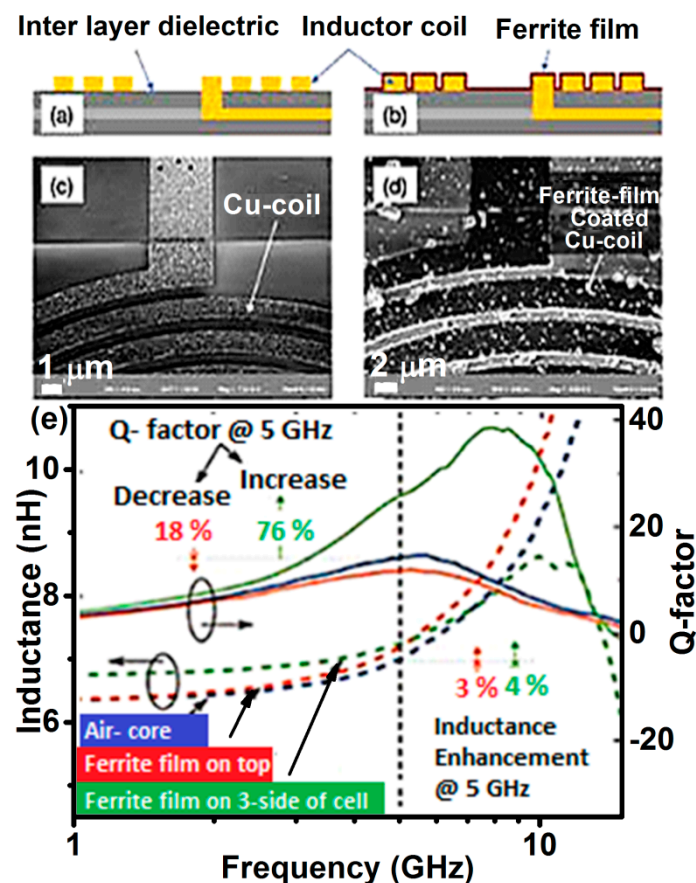 Inter layer dielectric Inductor coil Ferrite film
(a) (b)
(c) (d)
Cu-coil
Ferrite-film
Coated
Cu-coil
1 μm 2 μm
(e)
Q- factor @ 5 GHz
Decrease Increase
18 % 76 %
3 % 4 %
Inductance
Enhancement
@ 5 GHz
Air- core
Ferrite film on top
Ferrite film on 3-side of cell
Inductance (nH)
10
8
6
Q-factor
40
20
0
-20
1 10
Frequency (GHz)